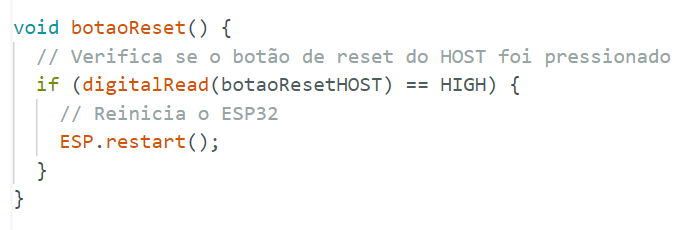 void botaoReset() {
// Verifica se o botão de reset do HOST foi pressionado
if (digitalRead(botaoResetHOST) == HIGH) {
// Reinicia o ESP32
ESP.restart();
}
}